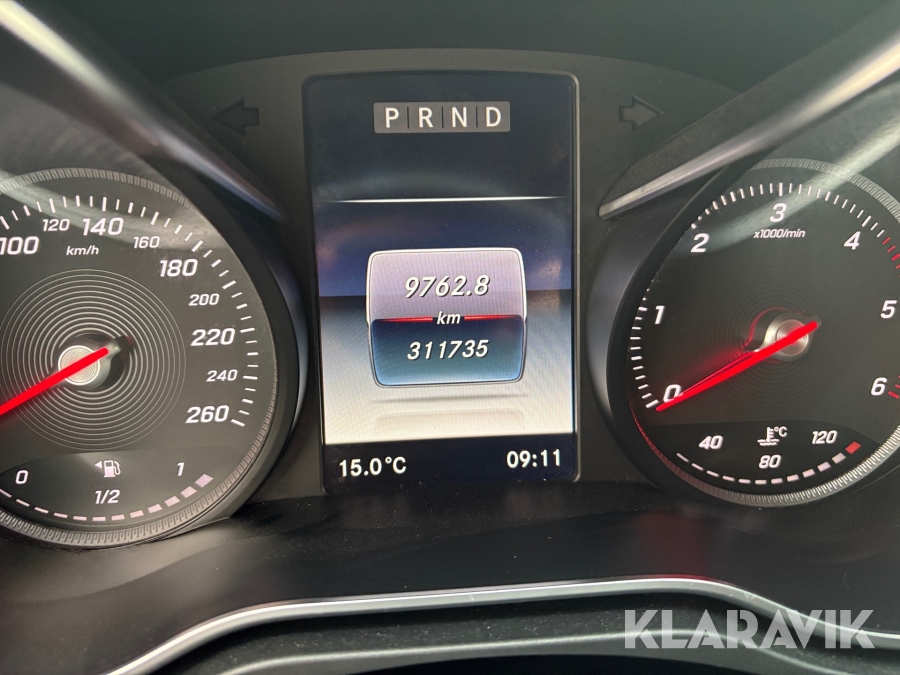 PRND
100 120 140 160 180 200 220 240 260
km/h
0 1/2 1
9762.8
km
311735
15.0°C 09:11
0 1 2 3 4 5 6
x1000/min
°C
40 80 120
KLARAVIK